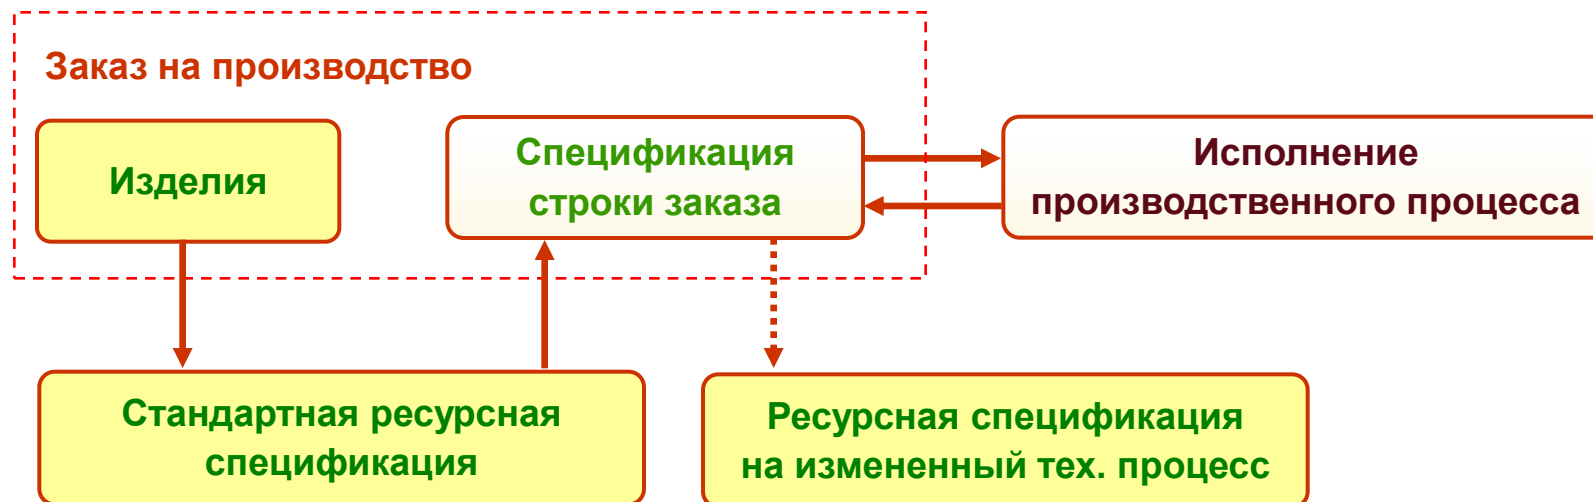 Заказ на производство
Изделия
Спецификация
строки заказа
Исполнение
производственного процесса
Стандартная ресурсная
спецификация
Ресурсная спецификация
на измененный тех. процесс